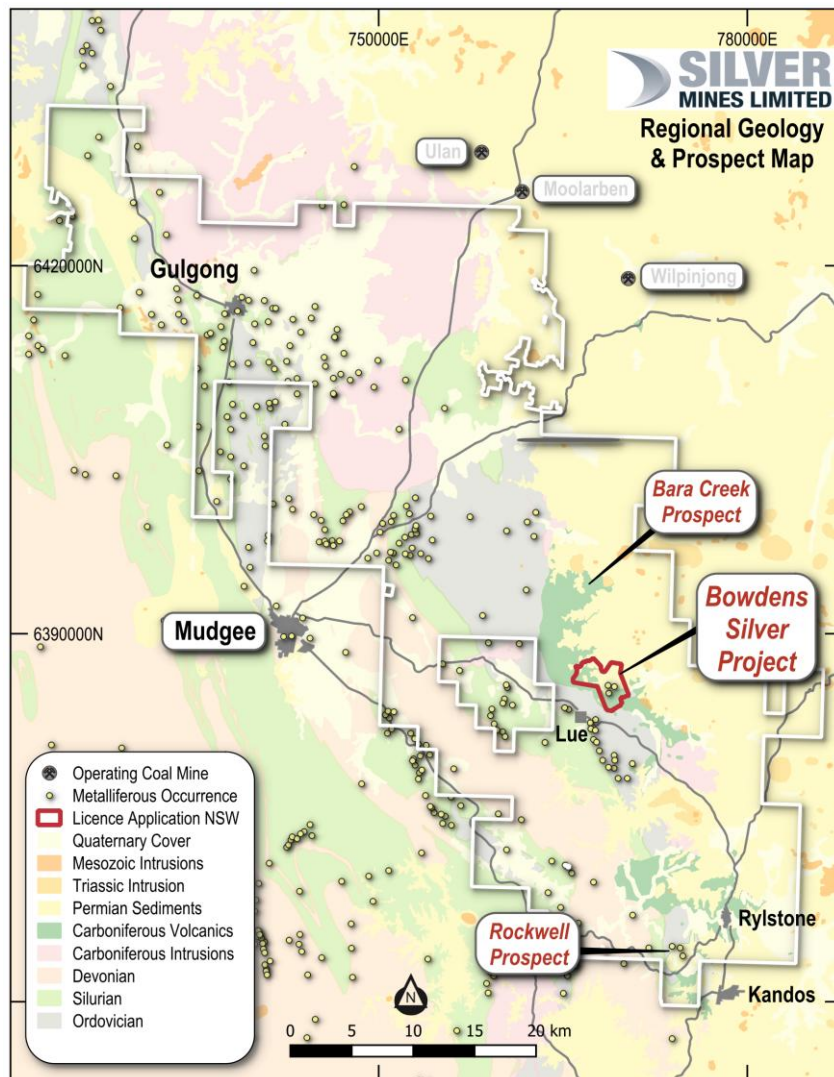 750000E
780000E
SILVER
MINES LIMITED
Regional Geology
& Prospect Map
Ulan
Moolarben
6420000N
Gulgong
Wilpinjong
Bara Creek
Prospect
Bowdens
Silver
Project
6390000N
Mudgee
Lue
Operating Coal Mine
Metalliferous Occurrence
Licence Application NSW
Quaternary Cover
Mesozoic Intrusions
Triassic Intrusion
Permian Sediments
Carboniferous Volcanics
Carboniferous Intrusions
Devonian
Silurian
Ordovician
Rylstone
Rockwell
Prospect
Kandos
N
0 5 10 15 20 km